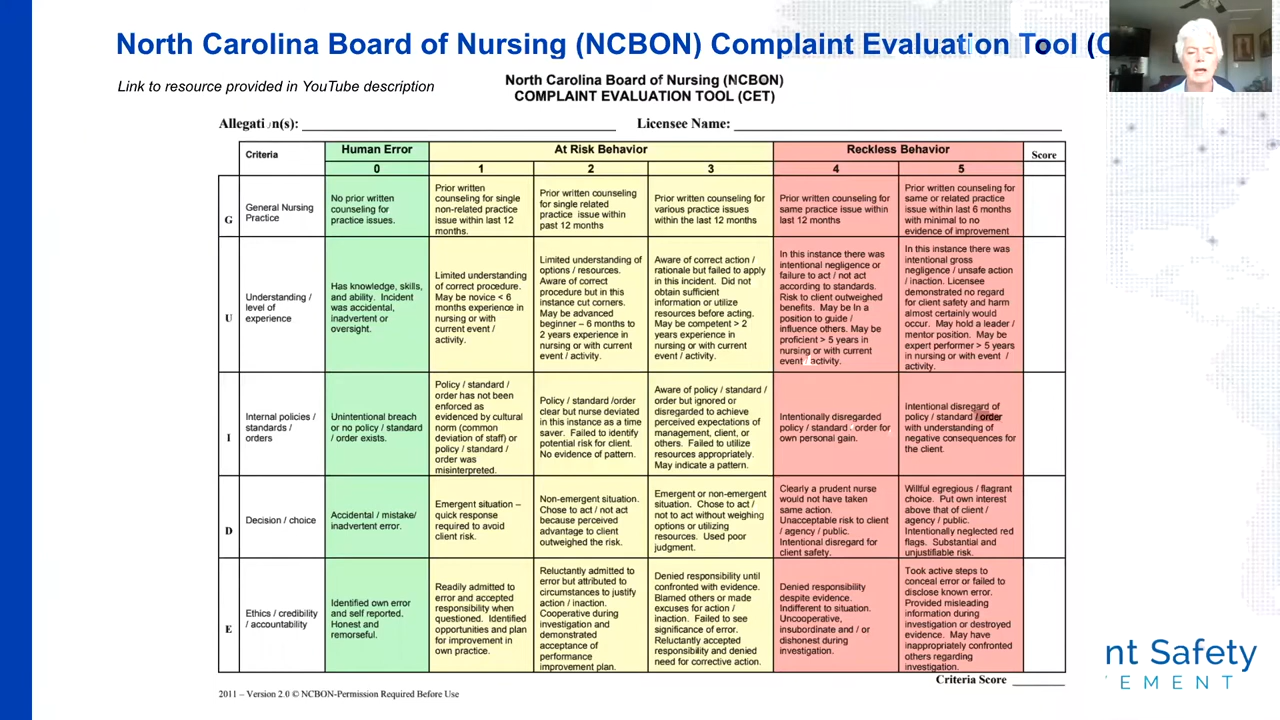 North Carolina Board of Nursing (NCBON) Complaint Evaluation Tool (C
Link to resource provided in YouTube description
North Carolina Board of Nursing (NCBON)
COMPLAINT EVALUATION TOOL (CET)
Allegation(s): Licensee Name:
Criteria
Human Error
At Risk Behavior
Reckless Behavior
Score
0
1
2
3
4
5
G
General Nursing
Practice
No prior written
counseling for
practice issues.
Prior written
counseling for single
non-related practice
issue within last 12
months.
Prior written counseling
for single related
practice issue within
past 12 months
Prior written counseling for
various practice issues
within the last 12 months
Prior written counseling for
same practice issue within
last 12 months
Prior written counseling for
same or related practice
issue within last 6 months
with minimal to no
evidence of improvement
U
Understanding /
level of
experience
Has knowledge, skills,
and ability. Incident
was accidental,
inadvertent or
oversight.
Limited understanding
of correct procedure.
May be novice < 6
months experience in
nursing or with
current event /
activity.
Limited understanding of
options / resources.
Aware of correct
procedure but in this
instance cut corners.
May be advanced
beginner – 6 months to
2 years experience in
nursing or with current
event / activity.
Aware of correct action /
rationale but failed to apply
in this incident. Did not
obtain sufficient
information or utilize
resources before acting.
May be competent > 2
years experience in
nursing or with current
event / activity.
In this instance there was
intentional negligence or
failure to act / not act
according to standards.
Risk to client outweighed
benefits. May be In a
position to guide /
influence others. May be
proficient > 5 years in
nursing or with current
event / activity.
In this instance there was
intentional gross
negligence / unsafe action
/ inaction. Licensee
demonstrated no regard
for client safety and harm
almost certainly would
occur. May hold a leader /
mentor position. May be
expert performer > 5 years
in nursing or with event /
activity.
I
Internal policies /
standards /
orders
Unintentional breach
or no policy / standard
/ order exists.
Policy / standard /
order has not been
enforced as
evidenced by cultural
norm (common
deviation of staff) or
policy / standard /
order was
misinterpreted.
Policy / standard /order
clear but nurse deviated
in this instance as a time
saver. Failed to identify
potential risk for client.
No evidence of pattern.
Aware of policy / standard /
order but ignored or
disregarded to achieve
perceived expectations of
management, client, or
others. Failed to utilize
resources appropriately.
May indicate a pattern.
Intentionally disregarded
policy / standard / order for
own personal gain.
Intentional disregard of
policy / standard / order
with understanding of
negative consequences for
the client.
D
Decision / choice
Accidental / mistake/
inadvertent error.
Emergent situation –
quick response
required to avoid
client risk.
Non-emergent situation.
Chose to act / not act
because perceived
advantage to client
outweighed the risk.
Emergent or non-emergent
situation. Chose to act /
not to act without weighing
options or utilizing
resources. Used poor
judgment.
Clearly a prudent nurse
would not have taken
same action.
Unacceptable risk to client
/ agency / public.
Intentional disregard for
client safety.
Willful egregious / flagrant
choice. Put own interest
above that of client /
agency / public.
Intentionally neglected red
flags. Substantial and
unjustifiable risk.
E
Ethics / credibility
/ accountability
Identified own error
and self reported.
Honest and
remorseful.
Readily admitted to
error and accepted
responsibility when
questioned. Identified
opportunities and plan
for improvement in
own practice.
Reluctantly admitted to
error but attributed to
circumstances to justify
action / inaction.
Cooperative during
investigation and
demonstrated
acceptance of
performance
improvement plan.
Denied responsibility until
confronted with evidence.
Blamed others or made
excuses for action /
inaction. Failed to see
significance of error.
Reluctantly accepted
responsibility and denied
need for corrective action.
Denied responsibility
despite evidence.
Indifferent to situation.
Uncooperative,
insubordinate and / or
dishonest during
investigation.
Took active steps to
conceal error or failed to
disclose known error.
Provided misleading
information during
investigation or destroyed
evidence. May have
inappropriately confronted
others regarding
investigation.
Criteria Score
2011 – Version 2.0 © NCBON-Permission Required Before Use
nt Safety
EMENT